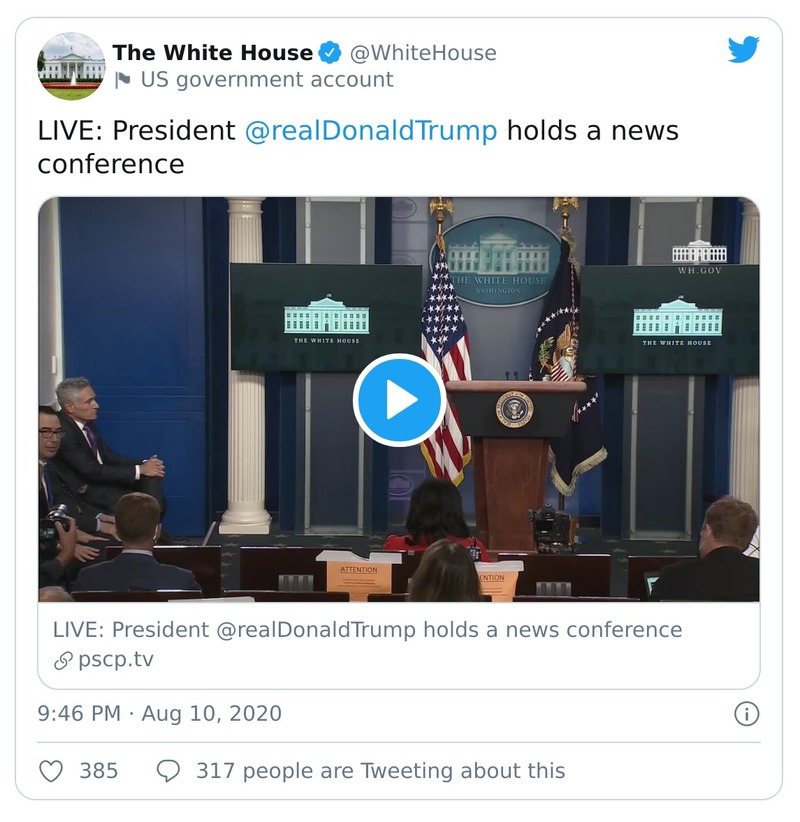 The White House @WhiteHouse
US government account
LIVE: President @realDonaldTrump holds a news
conference
WH.GOV
THE WHITE HOUSE
WASHINGTON
THE WHITE HOUSE
THE WHITE HOUSE
ATTENTION
LIVE: President @realDonaldTrump holds a news conference
pscp.tv
9:46 PM · Aug 10, 2020
385 317 people are Tweeting about this